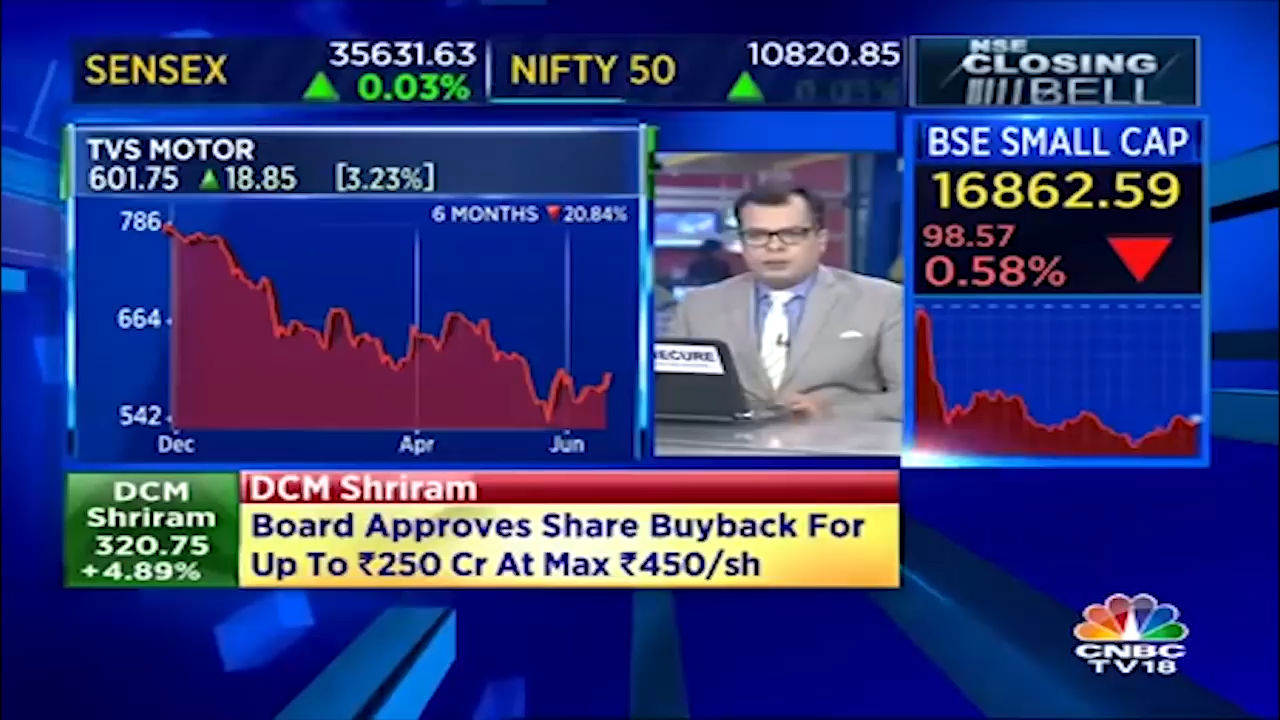 SENSEX
35631.63
0.03%
NIFTY 50
10820.85
NSE
CLOSING
BELL
TVS MOTOR
601.75 18.85 [3.23%]
6 MONTHS 20.84%
786
664
542
Dec Apr Jun
BSE SMALL CAP
16862.59
98.57
0.58%
DCM
Shriram
320.75
+4.89%
DCM Shriram
Board Approves Share Buyback For
Up To ₹250 Cr At Max ₹450/sh
CNBC
TV18